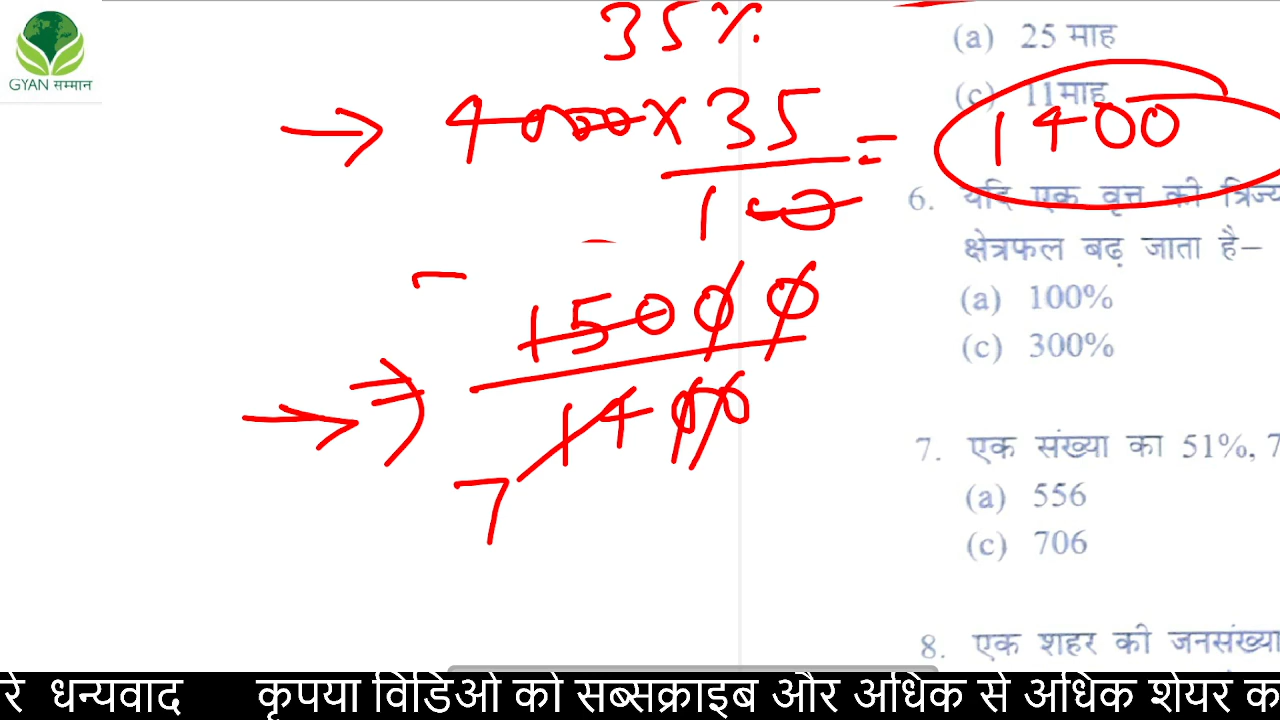 GYAN सम्मान
35%
4000 × 35 / 100 = 1400
15000
1400
7
(a) 25 माह
(c) 11माह
6. यदि एक वृत्त की त्रिज्य
क्षेत्रफल बढ़ जाता है–
(a) 100%
(c) 300%
7. एक संख्या का 51%, 7
(a) 556
(c) 706
8. एक शहर की जनसंख्या
रे धन्यवाद कृपया विडिओ को सब्सक्राइब और अधिक से अधिक शेयर क